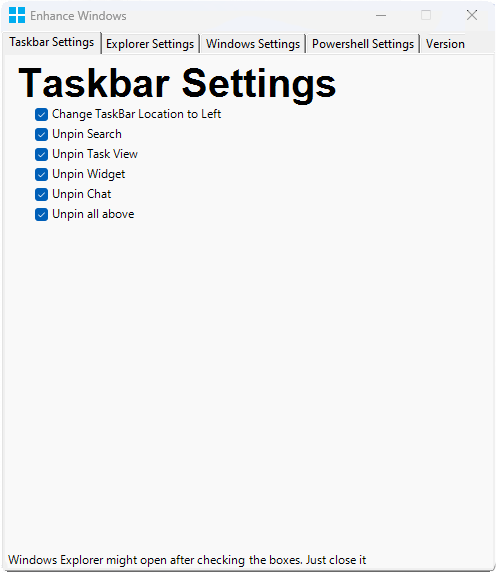 Enhance Windows
Taskbar Settings Explorer Settings Windows Settings Powershell Settings Version
Taskbar Settings
Change TaskBar Location to Left
Unpin Search
Unpin Task View
Unpin Widget
Unpin Chat
Unpin all above
Windows Explorer might open after checking the boxes. Just close it